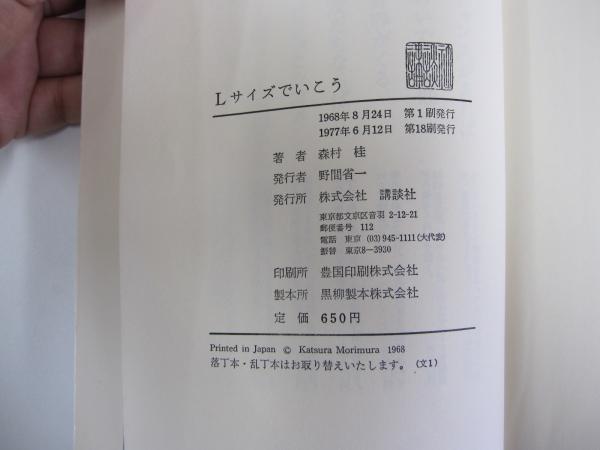 Lサイズでいこう
1968年8月24日 第1刷発行
1977年6月12日 第18刷発行
著者 森村 桂
発行者 野間省一
発行所 株式会社 講談社
東京都文京区音羽 2-12-21
郵便番号 112
電話 東京 (03)945-1111(大代表)
振替 東京8-3930
印刷所 豊国印刷株式会社
製本所 黒柳製本株式会社
定価 650円
Printed in Japan © Katsura Morimura 1968
落丁本・乱丁本はお取り替えいたします。 (文1)